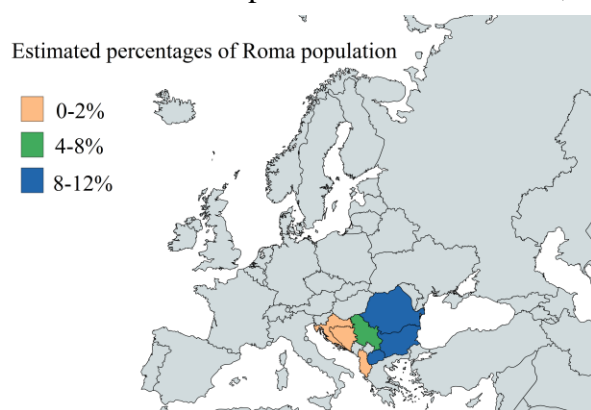 Estimated percentages of Roma population
0-2%
4-8%
8-12%